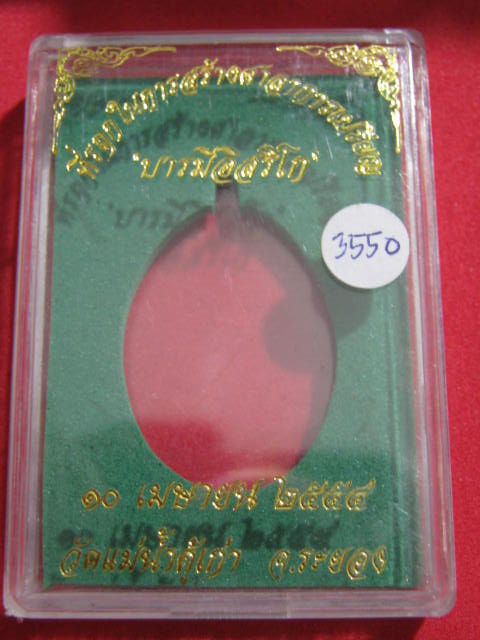 ที่ระลึกในการสร้างศาลาการเปรียญ
'บารมีอิสริโก'
3550
๑๐ เมษายน ๒๕๕๔
วัดแม่น้ำคู้เก่า จ.ระยอง